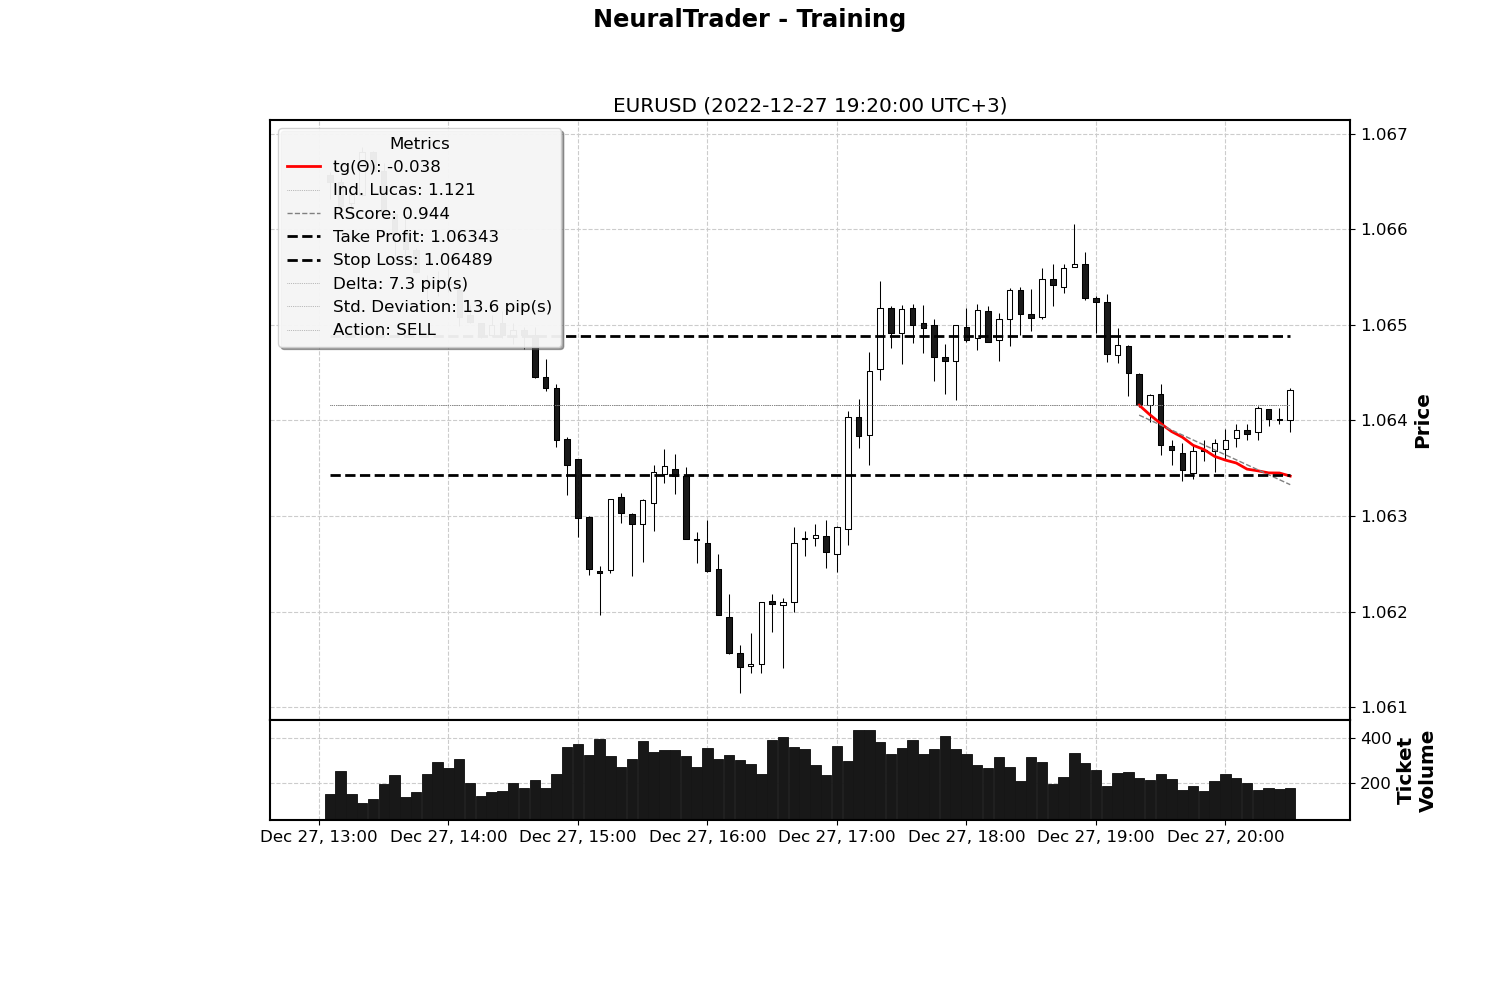 NeuralTrader - Training
EURUSD (2022-12-27 19:20:00 UTC+3)
Metrics
tg(Θ): -0.038
Ind. Lucas: 1.121
RScore: 0.944
Take Profit: 1.06343
Stop Loss: 1.06489
Delta: 7.3 pip(s)
Std. Deviation: 13.6 pip(s)
Action: SELL
1.067
1.066
1.065
1.064
1.063
1.062
1.061
Price
400
200
Ticket
Volume
Dec 27, 13:00 Dec 27, 14:00 Dec 27, 15:00 Dec 27, 16:00 Dec 27, 17:00 Dec 27, 18:00 Dec 27, 19:00 Dec 27, 20:00